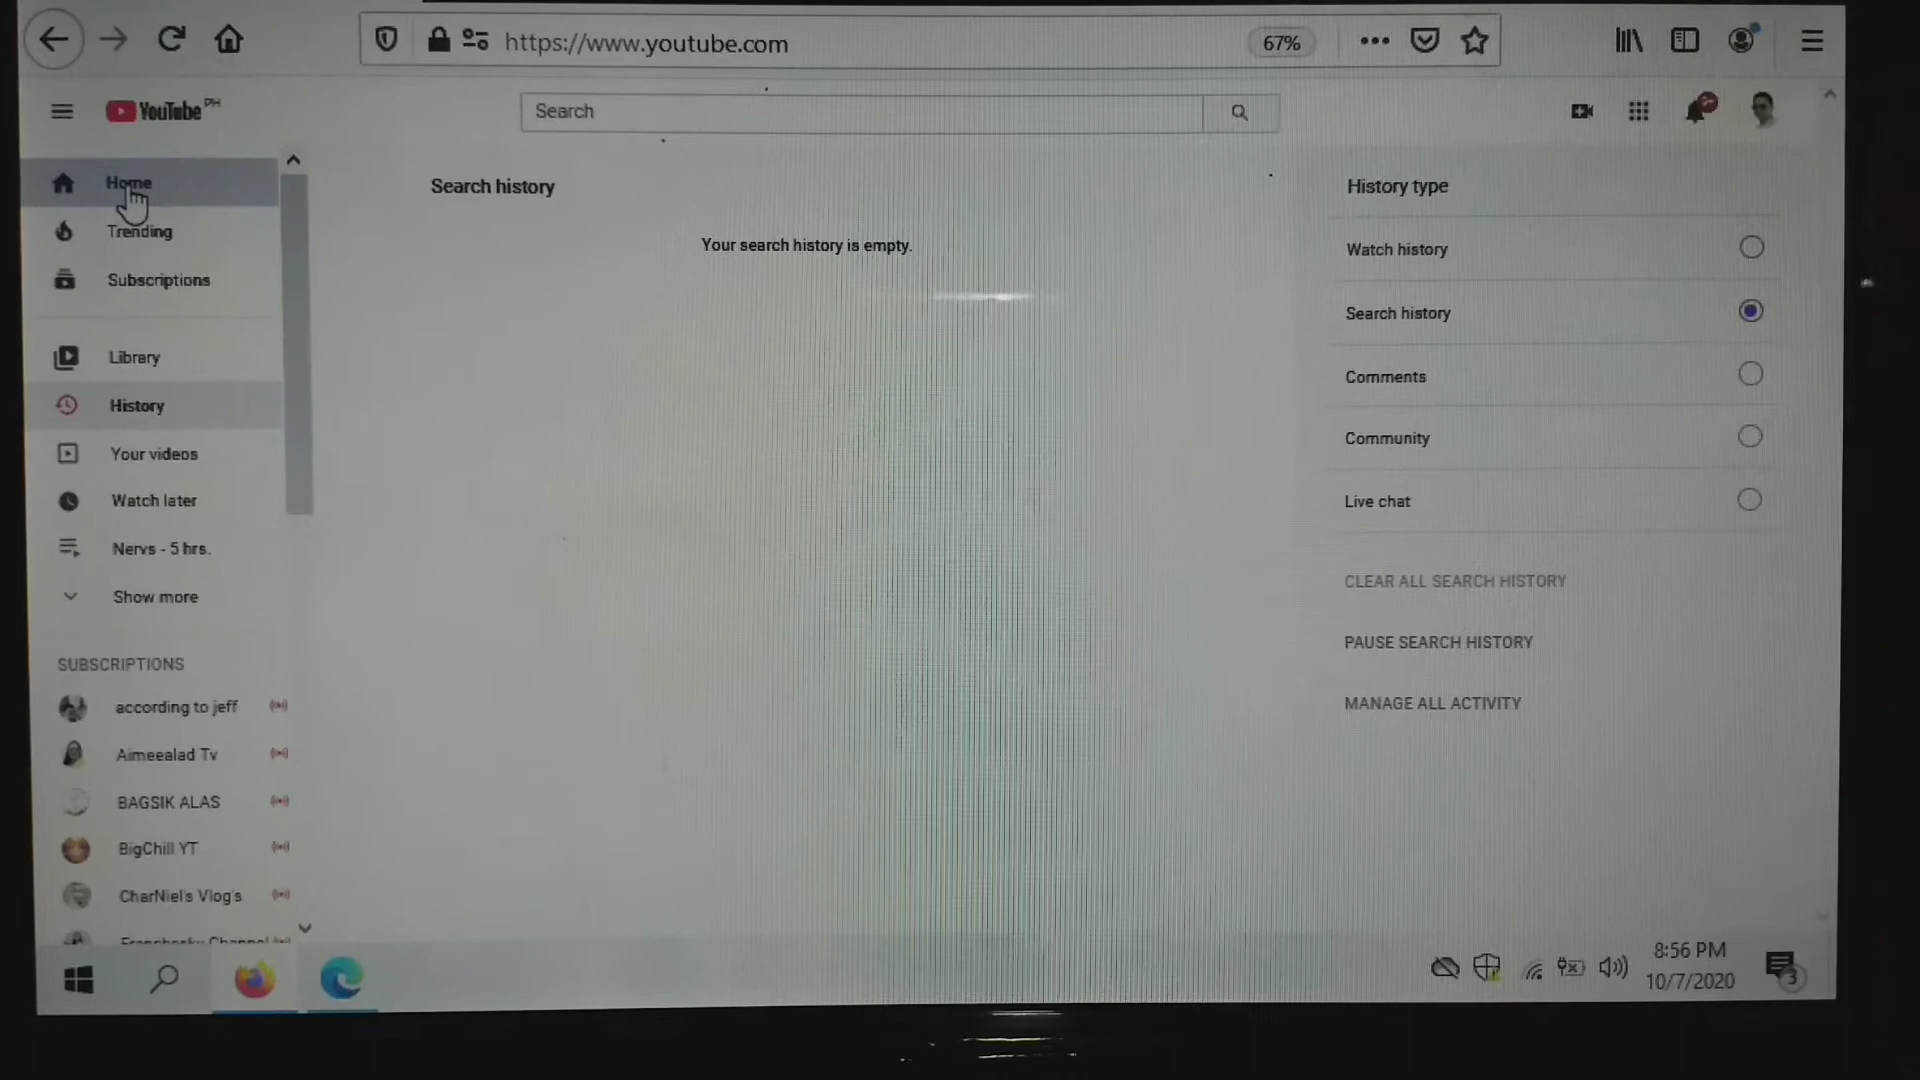 https://www.youtube.com
67%
YouTube PH
Search
Home
Trending
Subscriptions
Library
History
Your videos
Watch later
Nervs - 5 hrs.
Show more
SUBSCRIPTIONS
according to jeff
Aimeealad Tv
BAGSIK ALAS
BigChill YT
CharNiel's Vlog's
Search history
Your search history is empty.
History type
Watch history
Search history
Comments
Community
Live chat
CLEAR ALL SEARCH HISTORY
PAUSE SEARCH HISTORY
MANAGE ALL ACTIVITY
8:56 PM
10/7/2020
3